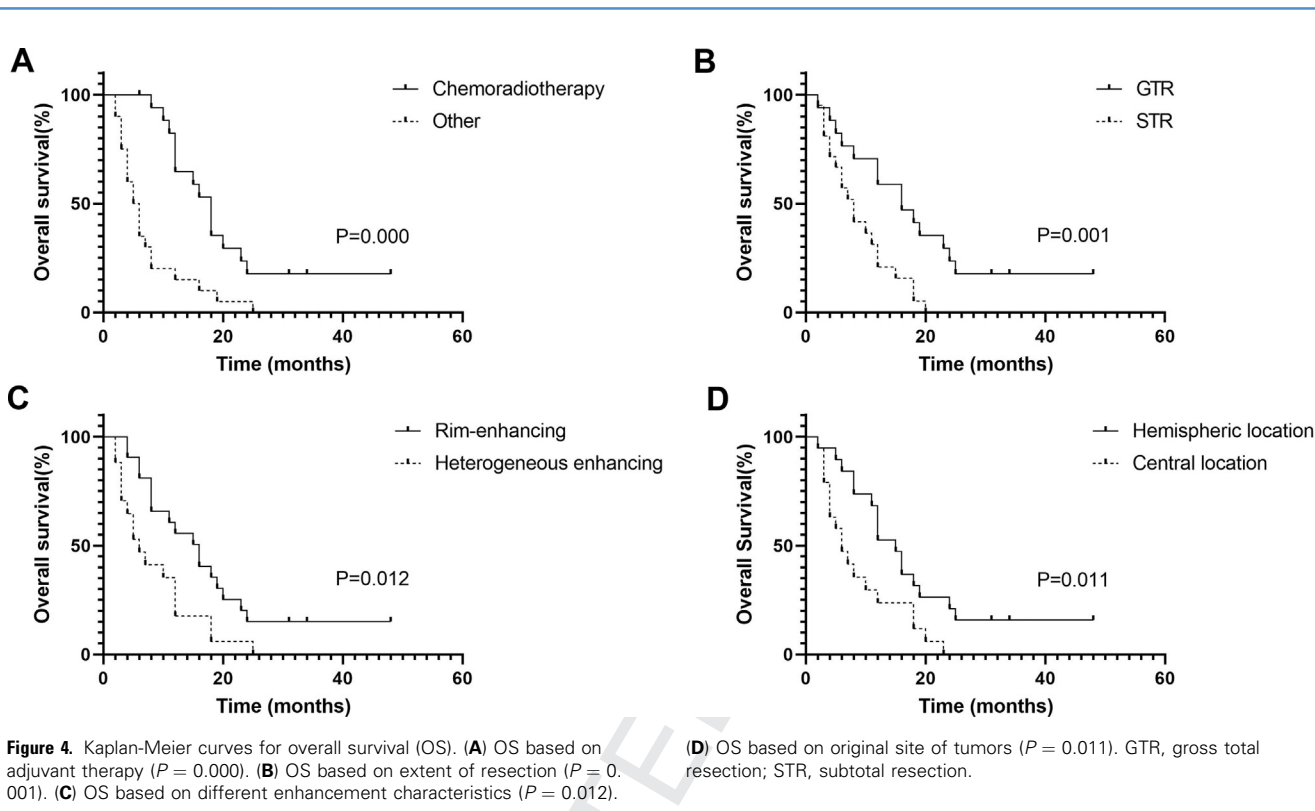 A
Overall survival(%)
100
50
0
Chemoradiotherapy
Other
P=0.000
0 20 40 60
Time (months)
B
Overall survival(%)
100
50
0
GTR
STR
P=0.001
0 20 40 60
Time (months)
C
Overall survival(%)
100
50
0
Rim-enhancing
Heterogeneous enhancing
P=0.012
0 20 40 60
Time (months)
D
Overall Survival(%)
100
50
0
Hemispheric location
Central location
P=0.011
0 20 40 60
Time (months)
Figure 4. Kaplan-Meier curves for overall survival (OS). (A) OS based on
adjuvant therapy (P = 0.000). (B) OS based on extent of resection (P = 0.
001). (C) OS based on different enhancement characteristics (P = 0.012).
(D) OS based on original site of tumors (P = 0.011). GTR, gross total
resection; STR, subtotal resection.